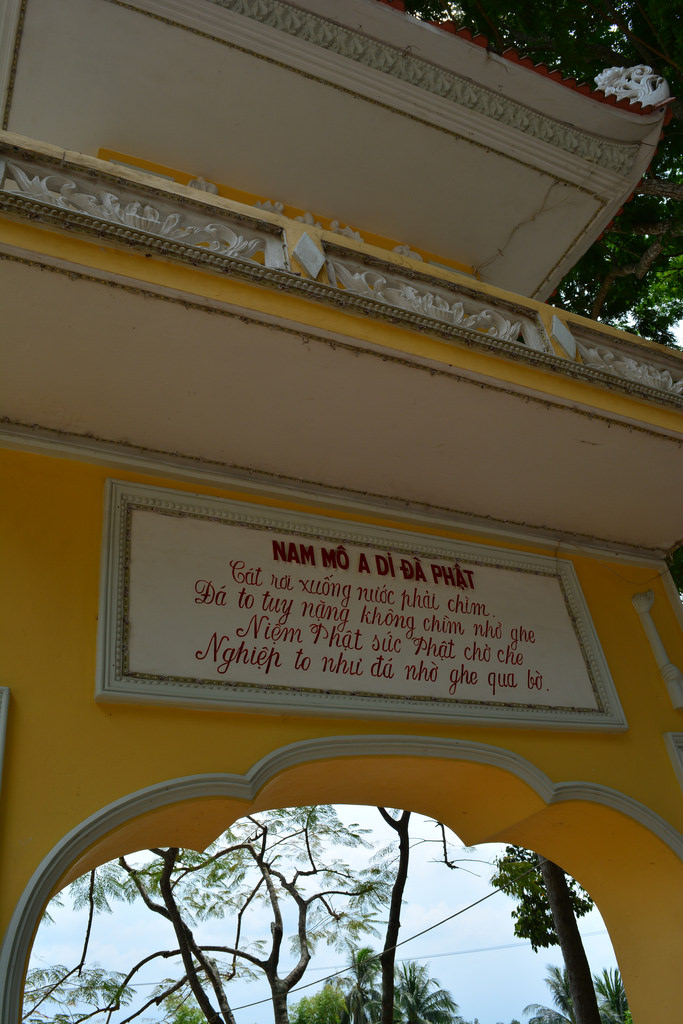 NAM MÔ A DI ĐÀ PHẬT
Cát rơi xuống nước phải chìm.
Đá to tuy nặng không chìm nhờ ghe
Niệm Phật sức Phật chở che
Nghiệp to như đá nhờ ghe qua bờ.